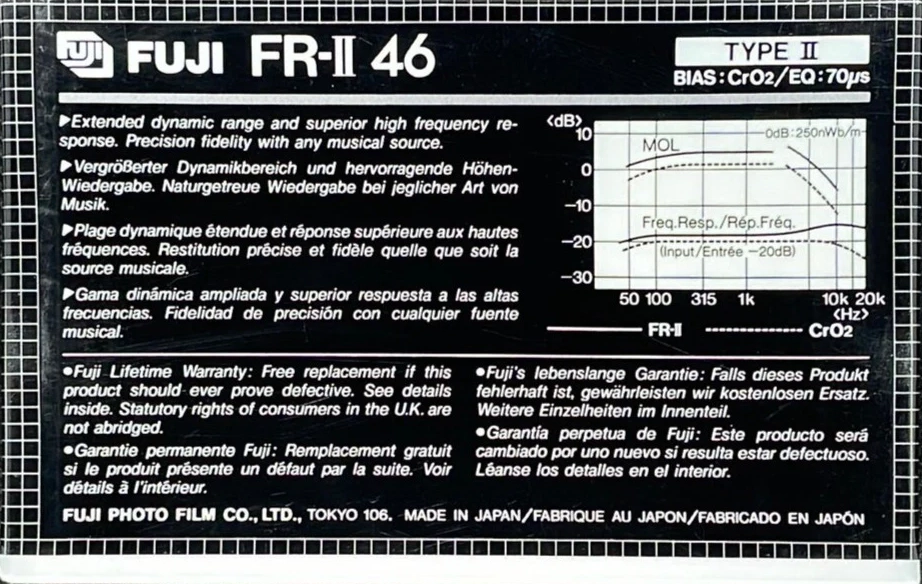 FUJI FUJI FR-II 46
TYPE II
BIAS:CrO2/EQ:70μs
▶Extended dynamic range and superior high frequency re-
sponse. Precision fidelity with any musical source.
▶Vergrößerter Dynamikbereich und hervorragende Höhen-
Wiedergabe. Naturgetreue Wiedergabe bei jeglicher Art von
Musik.
▶Plage dynamique étendue et réponse supérieure aux hautes
fréquences. Restitution précise et fidèle quelle que soit la
source musicale.
▶Gama dinámica ampliada y superior respuesta a las altas
frecuencias. Fidelidad de precisión con cualquier fuente
musical.
<dB>
10
0
−10
−20
−30
0dB:250nWb/m
MOL
Freq.Resp./Rép.Fréq.
(Input/Entrée −20dB)
50 100 315 1k 10k 20k
<Hz>
FR-II CrO2
●Fuji Lifetime Warranty: Free replacement if this
product should ever prove defective. See details
inside. Statutory rights of consumers in the U.K. are
not abridged.
●Garantie permanente Fuji: Remplacement gratuit
si le produit présente un défaut par la suite. Voir
détails à l'intérieur.
●Fuji's lebenslange Garantie: Falls dieses Produkt
fehlerhaft ist, gewährleisten wir kostenlosen Ersatz.
Weitere Einzelheiten im Innenteil.
●Garantía perpetua de Fuji: Este producto será
cambiado por uno nuevo si resulta estar defectuoso.
Léanse los detalles en el interior.
FUJI PHOTO FILM CO., LTD., TOKYO 106. MADE IN JAPAN/FABRIQUE AU JAPON/FABRICADO EN JAPÓN